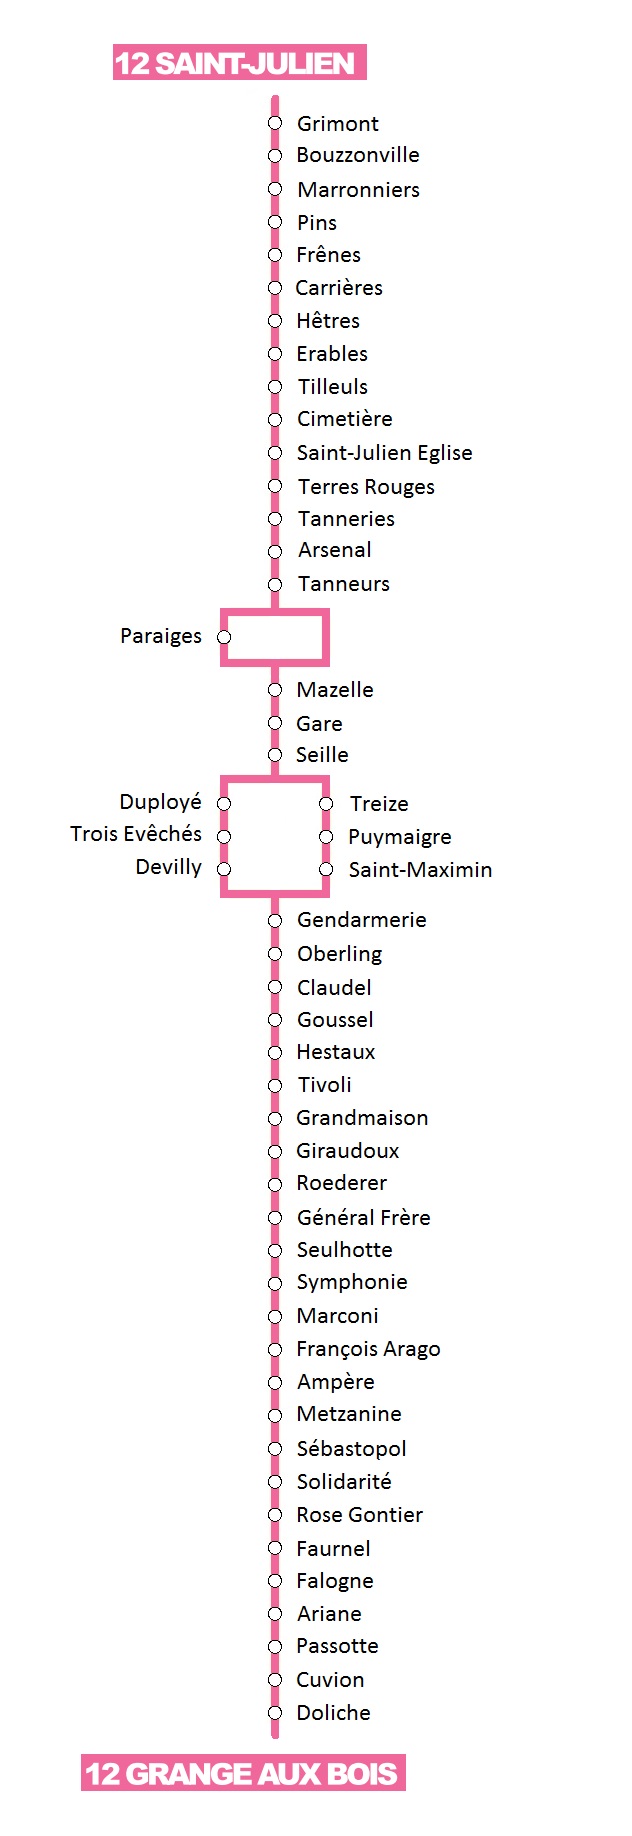 12 SAINT-JULIEN
Grimont
Bouzzonville
Marronniers
Pins
Frênes
Carrières
Hêtres
Erables
Tilleuls
Cimetière
Saint-Julien Eglise
Terres Rouges
Tanneries
Arsenal
Tanneurs
Paraiges
Mazelle
Gare
Seille
Duployé
Treize
Trois Evêchés
Puymaigre
Devilly
Saint-Maximin
Gendarmerie
Oberling
Claudel
Goussel
Hestaux
Tivoli
Grandmaison
Giraudoux
Roederer
Général Frère
Seulhotte
Symphonie
Marconi
François Arago
Ampère
Metzanine
Sébastopol
Solidarité
Rose Gontier
Faurnel
Falogne
Ariane
Passotte
Cuvion
Doliche
12 GRANGE AUX BOIS